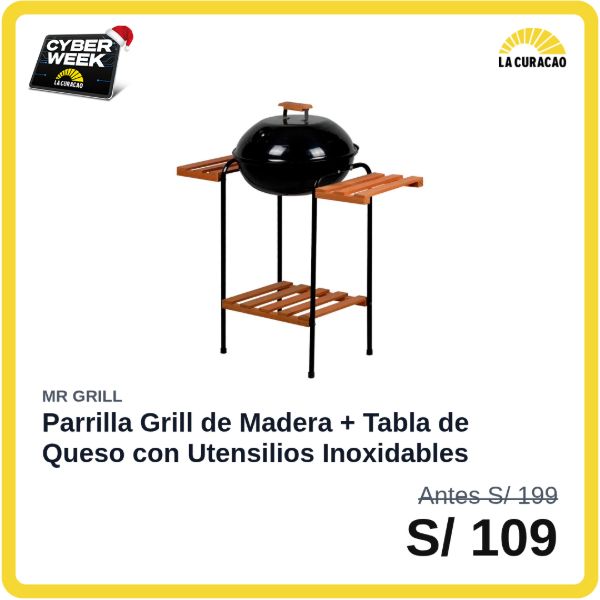 CYBER
WEEK
LA CURACAO
LA CURACAO
MR GRILL
Parrilla Grill de Madera + Tabla de
Queso con Utensilios Inoxidables
Antes S/ 199
S/ 109